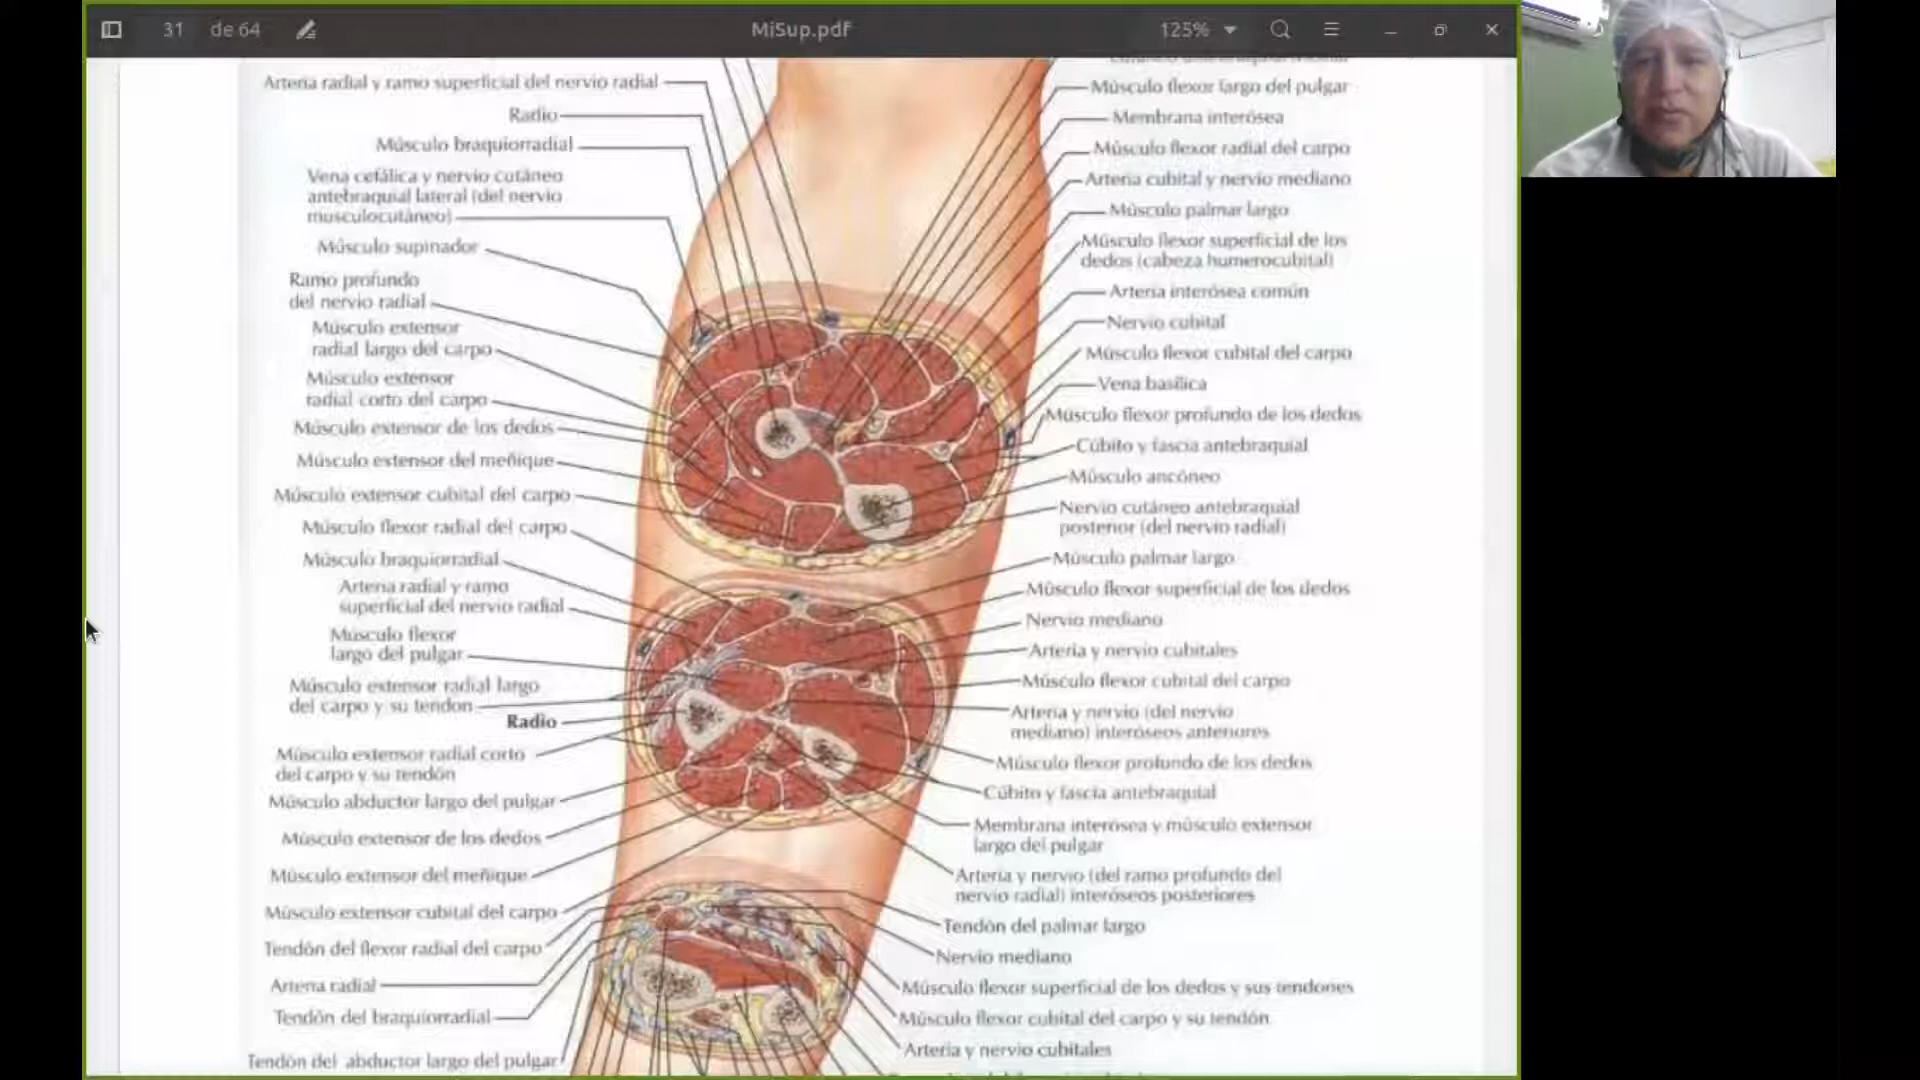 31 de 64
MiSup.pdf
125%
Arteria radial y ramo superficial del nervio radial
Radio
Músculo braquiorradial
Vena cefálica y nervio cutáneo
antebraquial lateral (del nervio
musculocutáneo)
Músculo supinador
Ramo profundo
del nervio radial
Músculo extensor
radial largo del carpo
Músculo extensor
radial corto del carpo
Músculo extensor de los dedos
Músculo extensor del meñique
Músculo extensor cubital del carpo
Músculo flexor radial del carpo
Músculo braquiorradial
Arteria radial y ramo
superficial del nervio radial
Músculo flexor
largo del pulgar
Músculo extensor radial largo
del carpo y su tendón
Radio
Músculo extensor radial corto
del carpo y su tendón
Músculo abductor largo del pulgar
Músculo extensor de los dedos
Músculo extensor del meñique
Músculo extensor cubital del carpo
Tendón del flexor radial del carpo
Arteria radial
Tendón del braquiorradial
Tendón del abductor largo del pulgar
Músculo flexor largo del pulgar
Membrana interósea
Músculo flexor radial del carpo
Arteria cubital y nervio mediano
Músculo palmar largo
Músculo flexor superficial de los
dedos (cabeza humerocubital)
Arteria interósea común
Nervio cubital
Músculo flexor cubital del carpo
Vena basílica
Músculo flexor profundo de los dedos
Cúbito y fascia antebraquial
Músculo ancóneo
Nervio cutáneo antebraquial
posterior (del nervio radial)
Músculo palmar largo
Músculo flexor superficial de los dedos
Nervio mediano
Arteria y nervio cubitales
Músculo flexor cubital del carpo
Arteria y nervio (del nervio
mediano) interóseos anteriores
Músculo flexor profundo de los dedos
Cúbito y fascia antebraquial
Membrana interósea y músculo extensor
largo del pulgar
Arteria y nervio (del ramo profundo del
nervio radial) interóseos posteriores
Tendón del palmar largo
Nervio mediano
Músculo flexor superficial de los dedos y sus tendones
Músculo flexor cubital del carpo y su tendón
Arteria y nervio cubitales